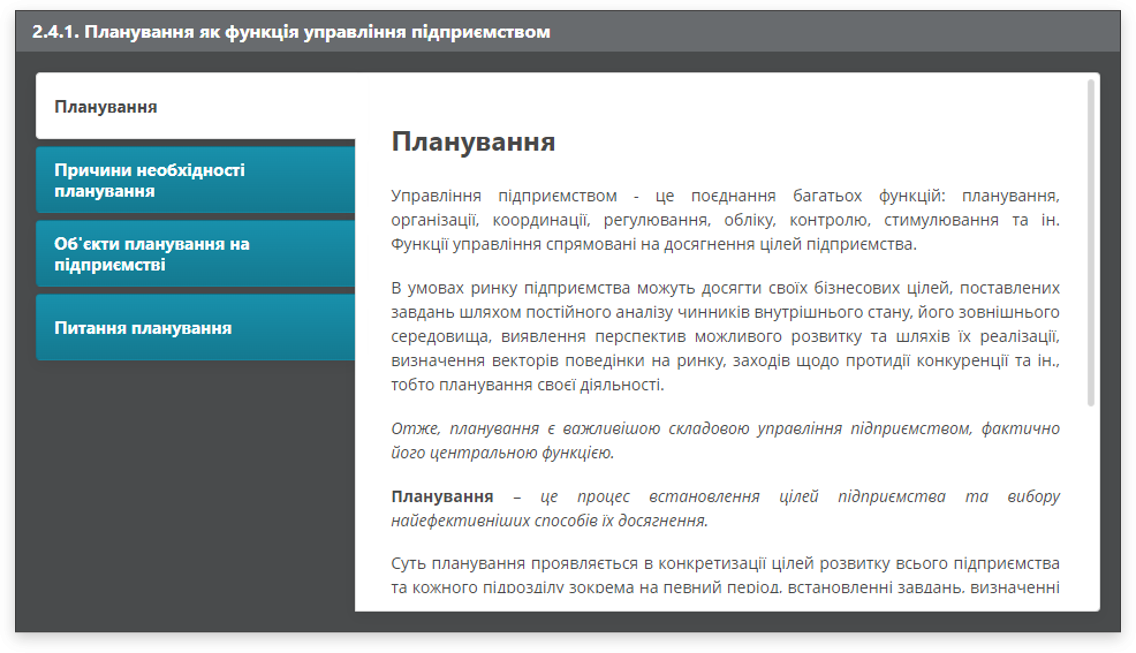 2.4.1. Планування як функція управління підприємством
Планування
Причини необхідності
планування
Об'єкти планування на
підприємстві
Питання планування
Планування
Управління підприємством - це поєднання багатьох функцій: планування,
організації, координації, регулювання, обліку, контролю, стимулювання та ін.
Функції управління спрямовані на досягнення цілей підприємства.
В умовах ринку підприємства можуть досягти своїх бізнесових цілей, поставлених
завдань шляхом постійного аналізу чинників внутрішнього стану, його зовнішнього
середовища, виявлення перспектив можливого розвитку та шляхів їх реалізації,
визначення векторів поведінки на ринку, заходів щодо протидії конкуренції та ін.,
тобто планування своєї діяльності.
Отже, планування є важливішою складовою управління підприємством, фактично
його центральною функцією.
Планування – це процес встановлення цілей підприємства та вибору
найефективніших способів їх досягнення.
Суть планування проявляється в конкретизації цілей розвитку всього підприємства
та кожного підрозділу зокрема на певний період, встановленні завдань, визначенні